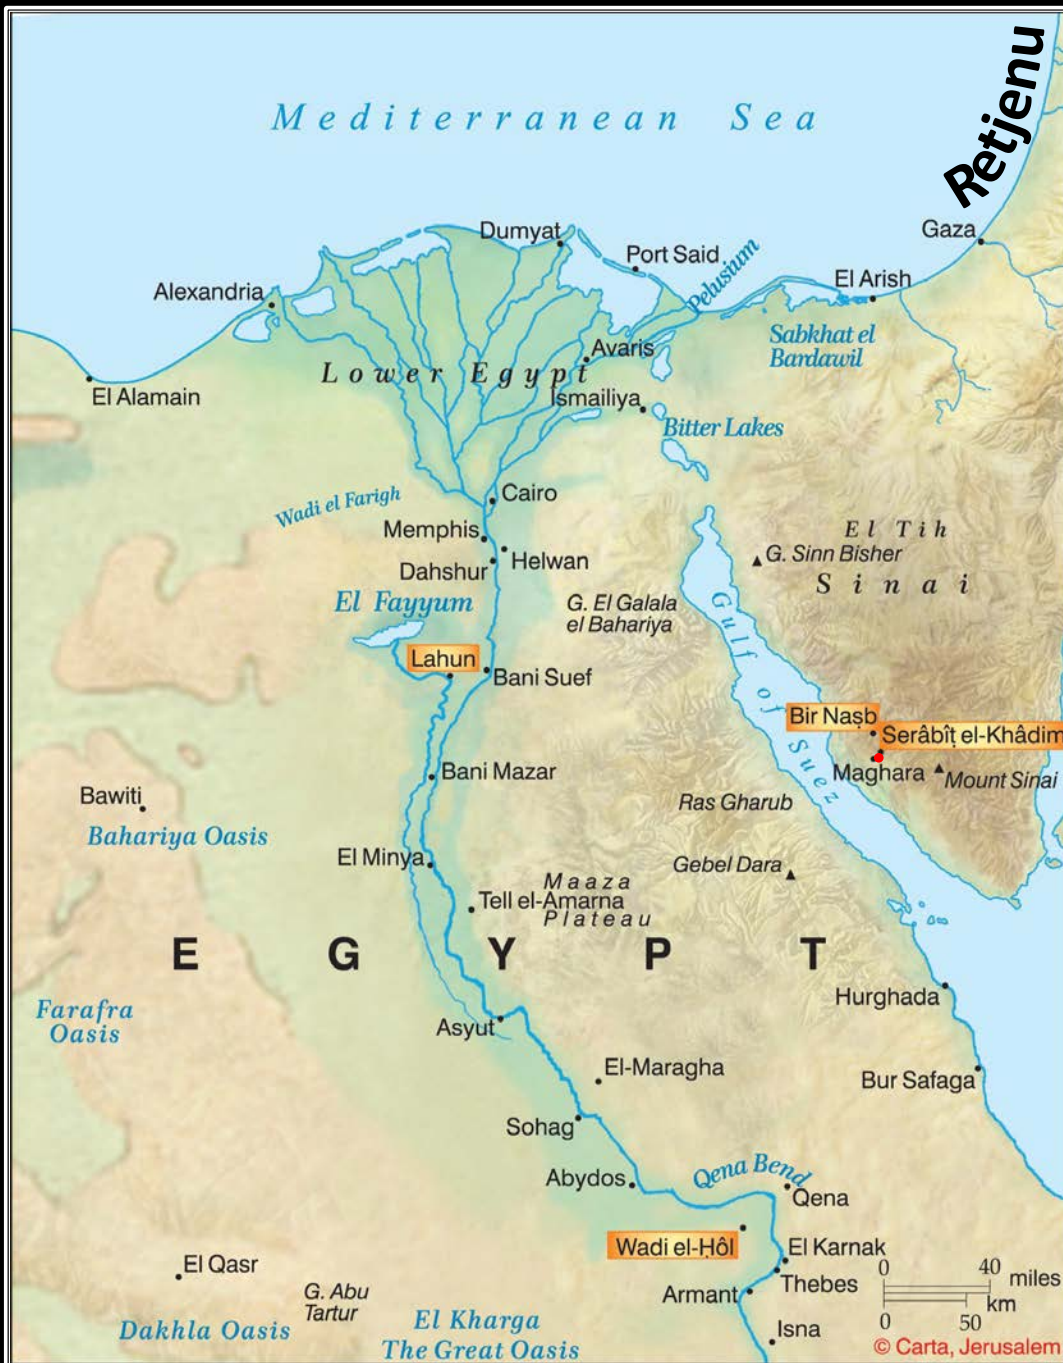 Retjenu
Mediterranean Sea
Dumyat
Gaza
Port Said
Pelusium
El Arish
Alexandria
Sabkhat el
Bardawil
Avaris
Lower Egypt
El Alamain
Ismailiya
Bitter Lakes
Cairo
Wadi el Farigh
Memphis
El Tih
G. Sinn Bisher
Helwan
Dahshur
Sinai
El Fayyum
G. El Galala
el Bahariya
Gulf of Suez
Lahun
Bani Suef
Bir Naṣb
Serâbîṭ el-Khâdim
Bani Mazar
Maghara
Mount Sinai
Bawiti
Ras Gharub
Bahariya Oasis
El Minya
Gebel Dara
Maaza
Plateau
Tell el-Amarna
EGYPT
Hurghada
Farafra
Oasis
Asyut
El-Maragha
Bur Safaga
Sohag
Abydos
Qena Bend
Qena
Wadi el-Ḥôl
El Karnak
El Qasr
Thebes
0 40 miles
G. Abu
Tartur
Armant
km
0 50
El Kharga
The Great Oasis
Dakhla Oasis
Isna
© Carta, Jerusalem